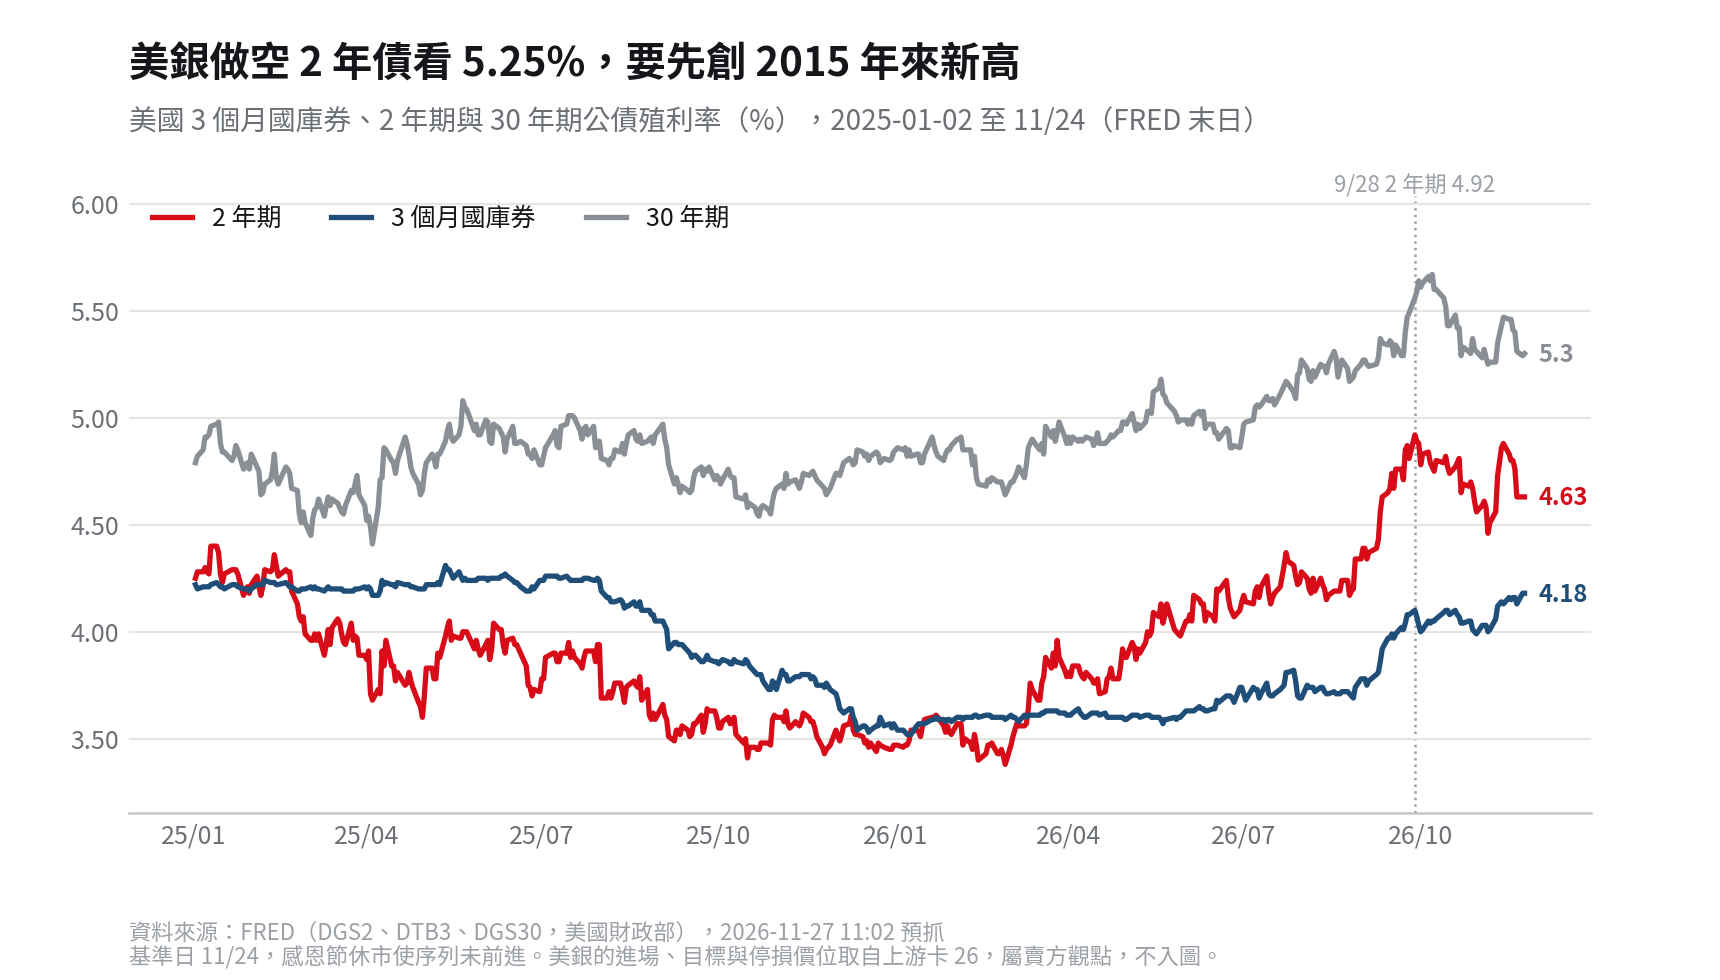 美銀做空 2 年債看 5.25%，要先創 2015 年來新高
美國 3 個月國庫券、2 年期與 30 年期公債殖利率（%），2025-01-02 至 11/24（FRED 末日）
9/28 2 年期 4.92
6.00
2 年期
3 個月國庫券
30 年期
5.50
5.3
5.00
4.50
4.63
4.00
4.18
3.50
25/01
25/04
25/07
25/10
26/01
26/04
26/07
26/10
資料來源：FRED（DGS2、DTB3、DGS30，美國財政部），2026-11-27 11:02 預抓
基準日 11/24，感恩節休市使序列未前進。美銀的進場、目標與停損價位取自上游卡 26，屬賣方觀點，不入圖。